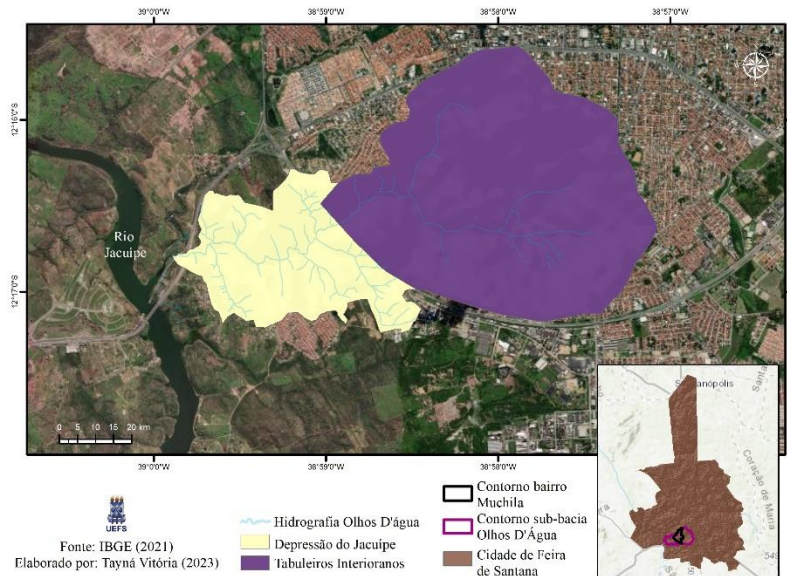 39°0'0"W
38°59'0"W
38°58'0"W
38°57'0"W
12°16'0"S
12°17'0"S
Rio
Jacuípe
0 5 10 15 20 km
39°0'0"W
38°59'0"W
38°58'0"W
anópolis
Santa
Coração de Maria
UEFS
Fonte: IBGE (2021)
Elaborado por: Tayná Vitória (2023)
Hidrografia Olhos D'água
Depressão do Jacuípe
Tabuleiros Interioranos
Contorno bairro
Muchila
Contorno sub-bacia
Olhos D'Água
Cidade de Feira
de Santana